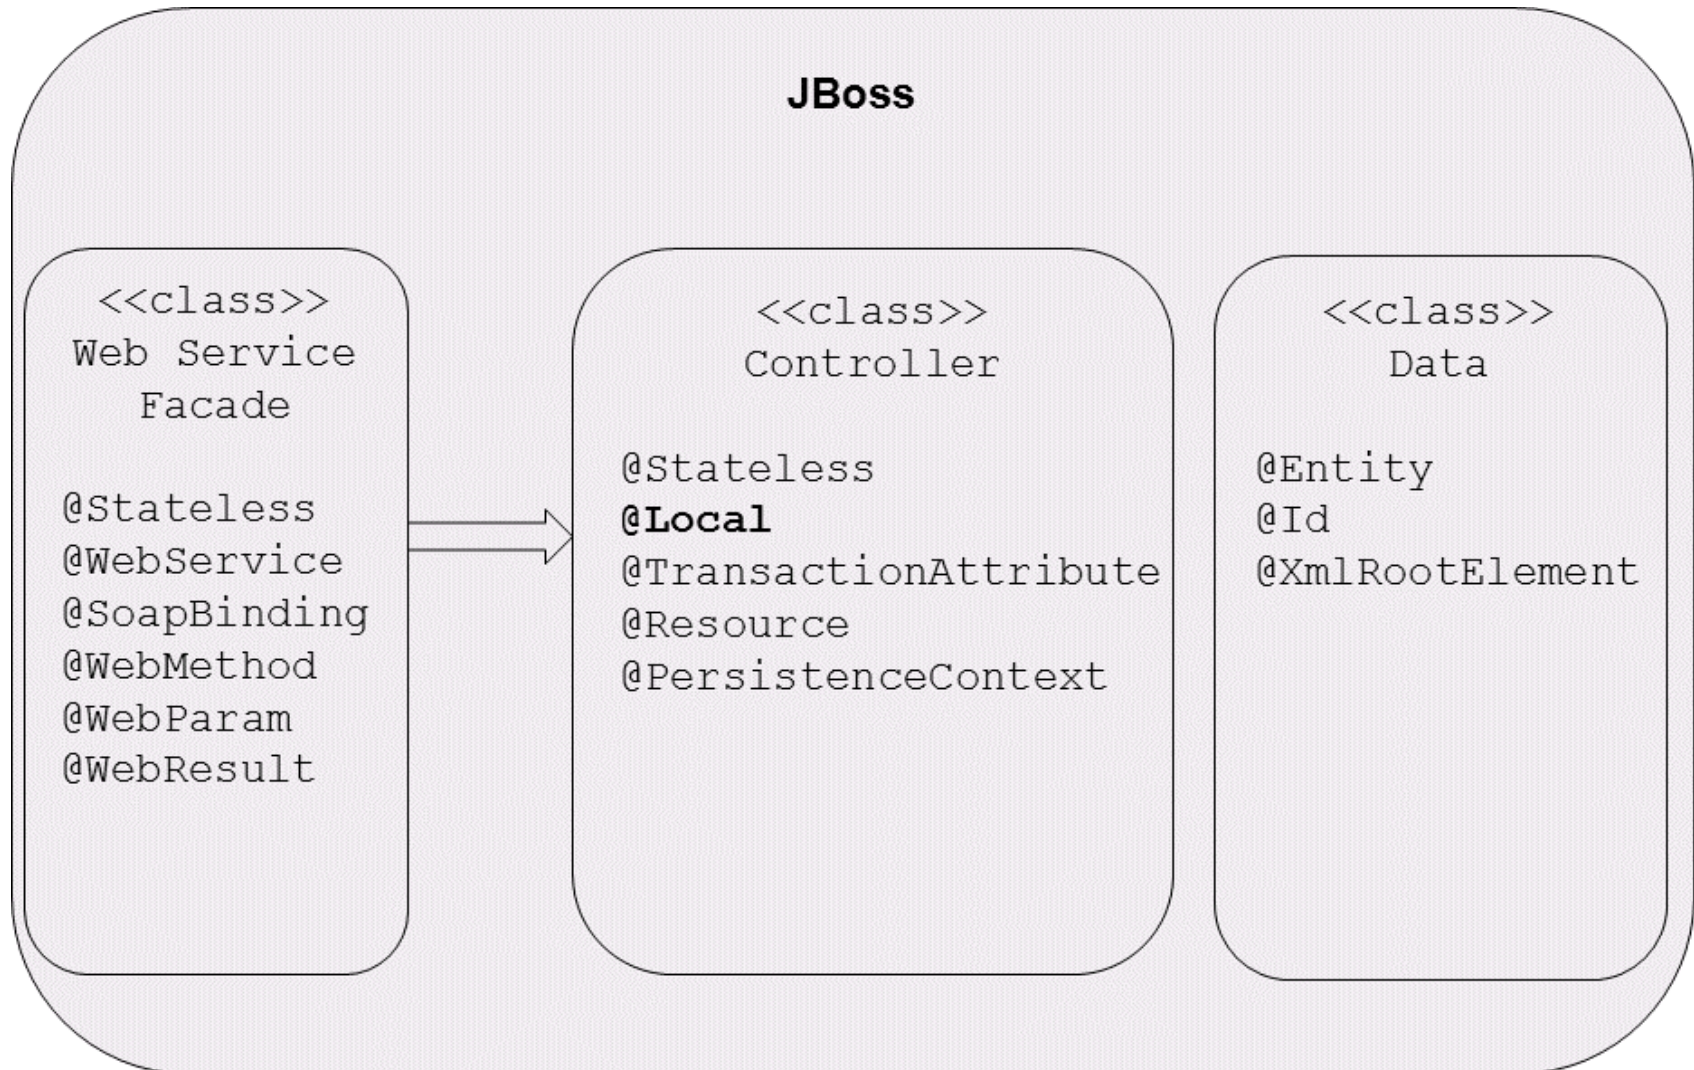 JBoss
<<class>>
Web Service
Facade
@Stateless
@WebService
@SoapBinding
@WebMethod
@WebParam
@WebResult
<<class>>
Controller
@Stateless
@Local
@TransactionAttribute
@Resource
@PersistenceContext
<<class>>
Data
@Entity
@Id
@XmlRootElement